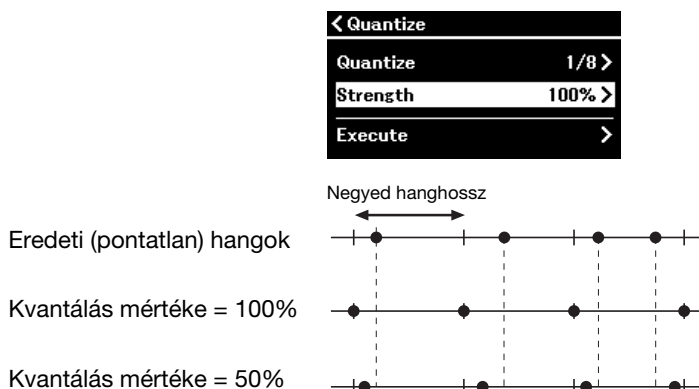 Quantize
Quantize 1/8
Strength 100%
Execute
Negyed hanghossz
Eredeti (pontatlan) hangok
Kvantálás mértéke = 100%
Kvantálás mértéke = 50%